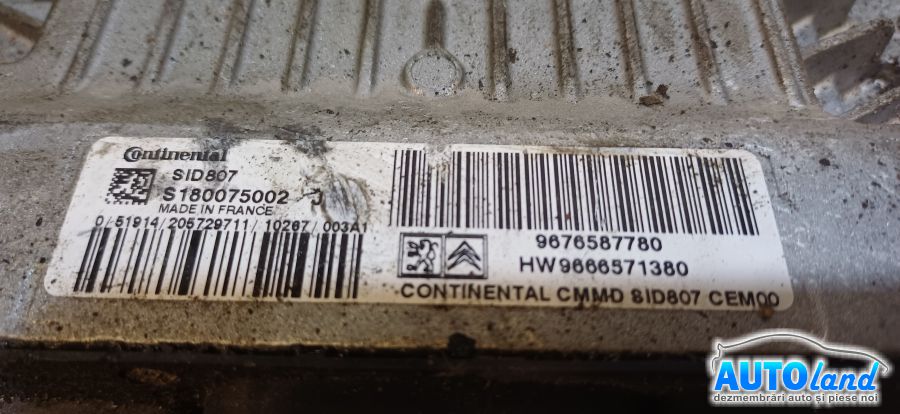 Continental
SID807
S180075002 J
MADE IN FRANCE
0/51914/205729711/10267/003A1
9676587780
HW9666571380
CONTINENTAL CMMD SID807 CEM00
AUTOland
dezmembrări auto și piese noi